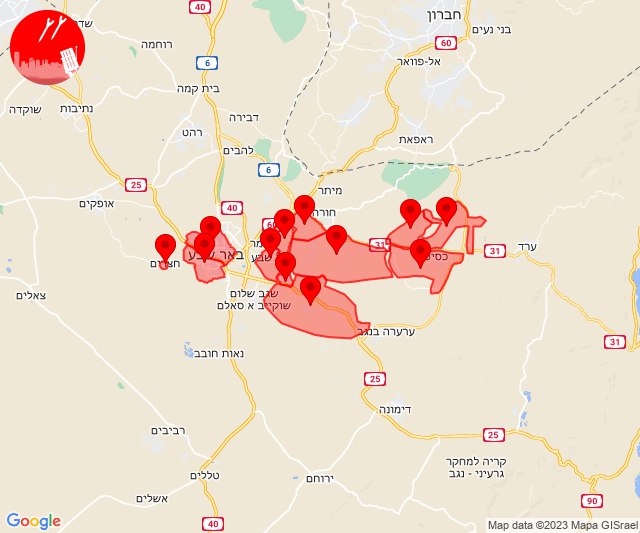 חברון
שדר
בני נעים
60
רוחמה
6
אל-פוואר
בית קמה
נתיבות
שוקדה
דבירה
רהט
ראפאת
להבים
6
25
מיתר
40
אופקים
חורה
60
31
31
ערד
באר שבע
שבע
חצרים
כסיפ
שגב שלום
שוקייב א סאלם
צאלים
ערערה בנגב
31
נאות חובב
25
דימונה
רביבים
25
קריה למחקר
גרעיני - נגב
טללים
ירוחם
אשלים
90
40
Google
Map data ©2023 Mapa GISrael